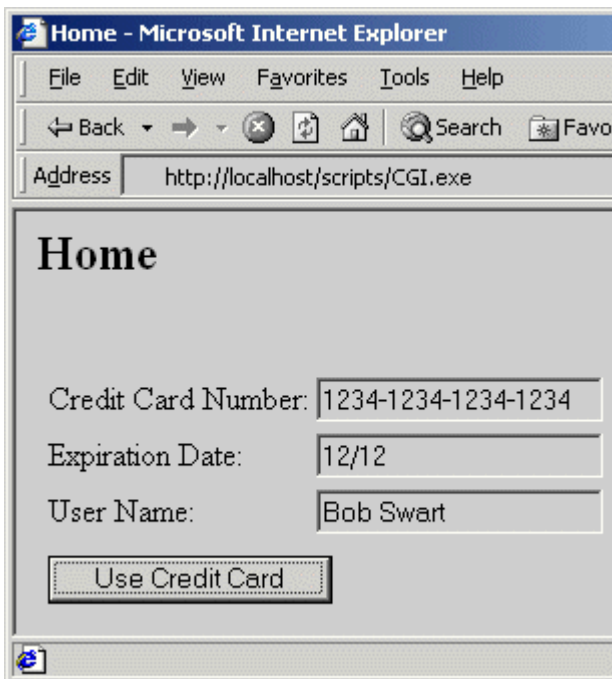 Home - Microsoft Internet Explorer
File Edit View Favorites Tools Help
Back Search Favo
Address http://localhost/scripts/CGI.exe
Home
Credit Card Number: 1234-1234-1234-1234
Expiration Date: 12/12
User Name: Bob Swart
Use Credit Card